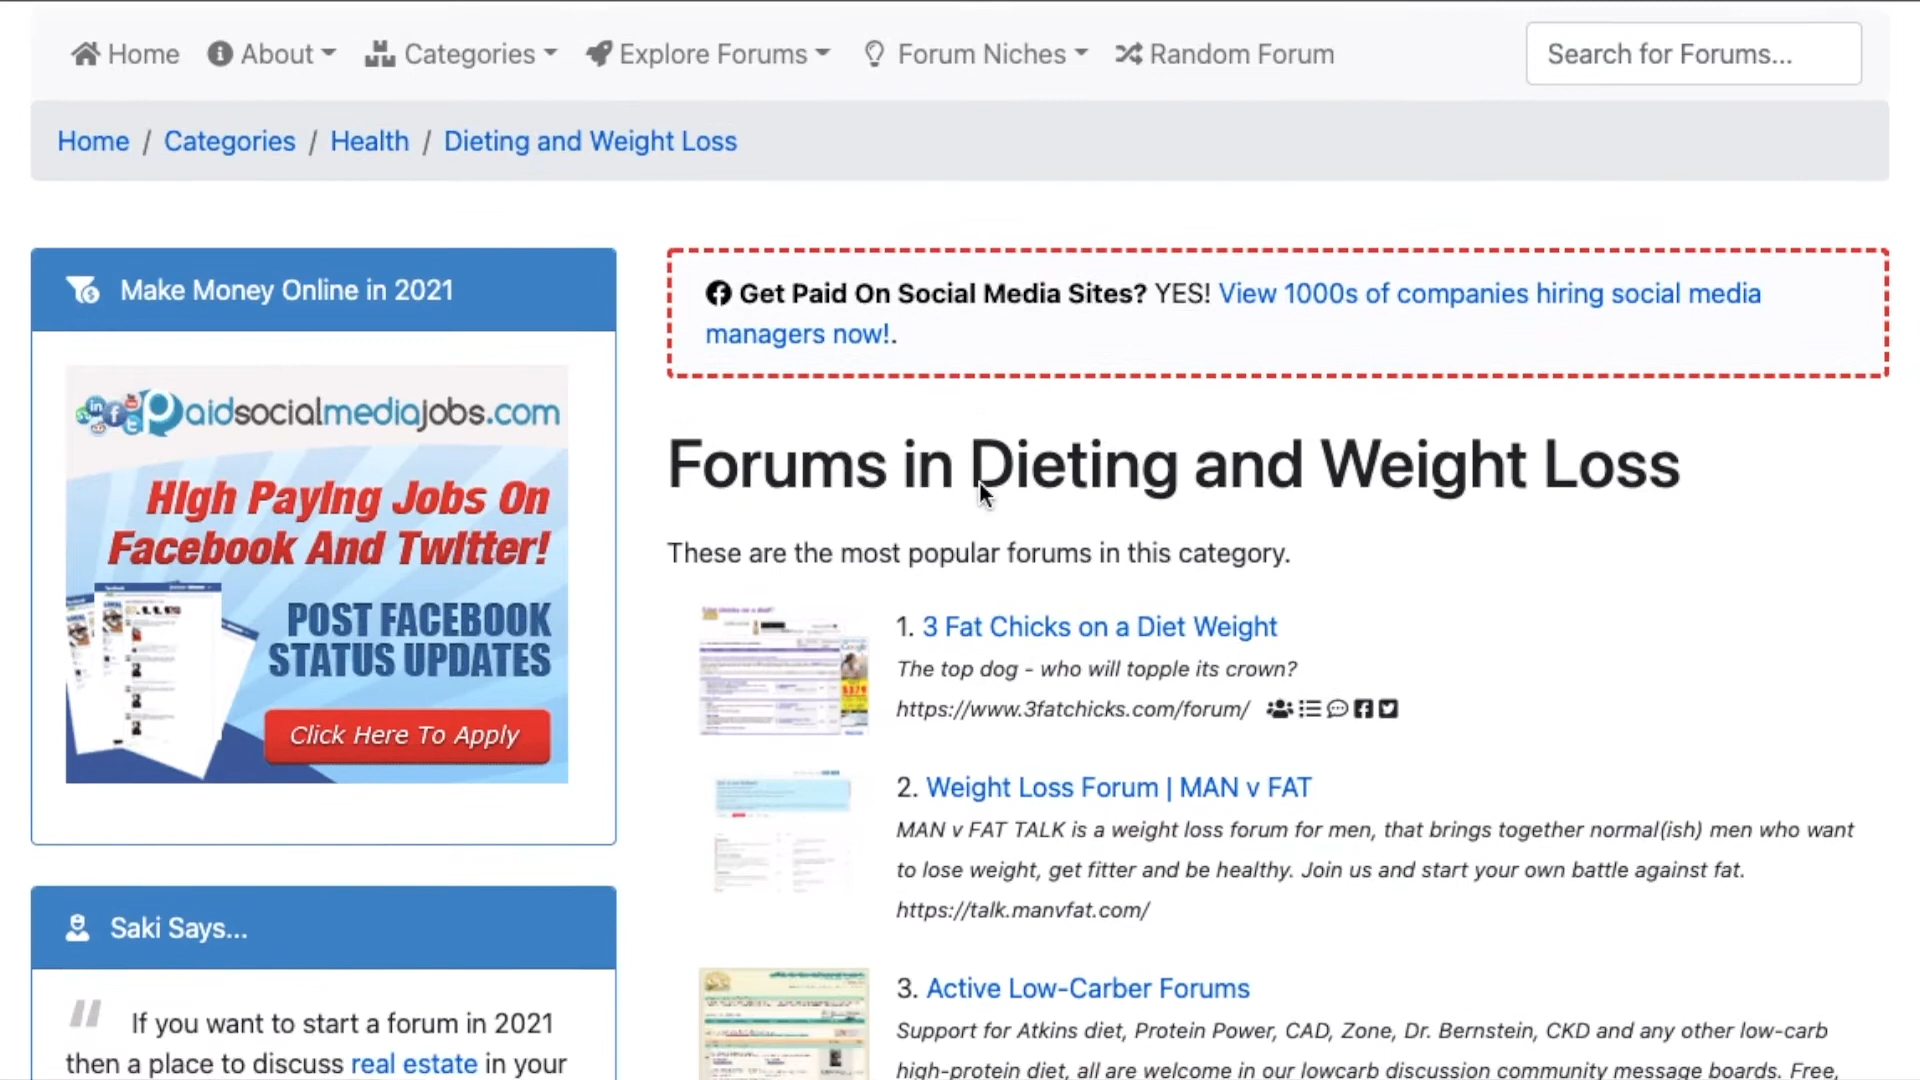 Home About Categories Explore Forums Forum Niches Random Forum Search for Forums...
Home / Categories / Health / Dieting and Weight Loss
Make Money Online in 2021
Paidsocialmediajobs.com
High Paying Jobs On
Facebook And Twitter!
POST FACEBOOK
STATUS UPDATES
Click Here To Apply
Saki Says...
If you want to start a forum in 2021
then a place to discuss real estate in your
Get Paid On Social Media Sites? YES! View 1000s of companies hiring social media
managers now!.
Forums in Dieting and Weight Loss
These are the most popular forums in this category.
1. 3 Fat Chicks on a Diet Weight
The top dog - who will topple its crown?
https://www.3fatchicks.com/forum/
2. Weight Loss Forum | MAN v FAT
MAN v FAT TALK is a weight loss forum for men, that brings together normal(ish) men who want
to lose weight, get fitter and be healthy. Join us and start your own battle against fat.
https://talk.manvfat.com/
3. Active Low-Carber Forums
Support for Atkins diet, Protein Power, CAD, Zone, Dr. Bernstein, CKD and any other low-carb
high-protein diet, all are welcome in our lowcarb discussion community message boards. Free,